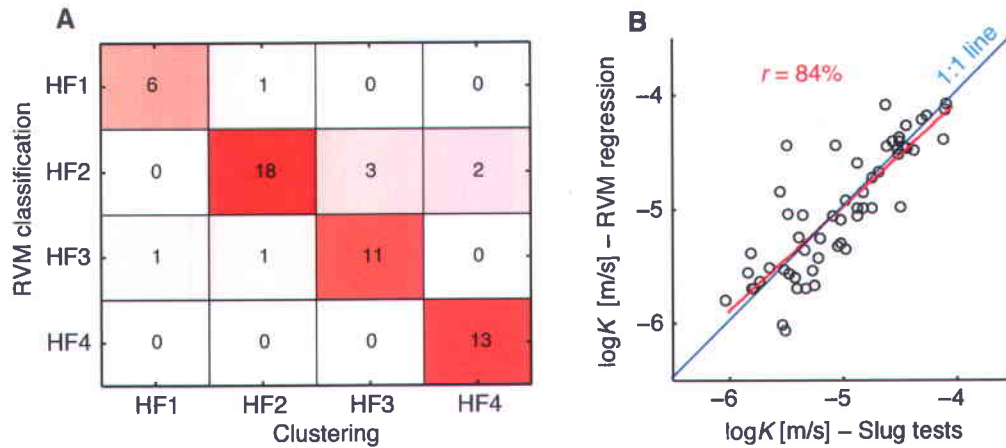 A
RVM classification
HF1
6 1 0 0
HF2
0 18 3 2
HF3
1 1 11 0
HF4
0 0 0 13
HF1 HF2 HF3 HF4
Clustering
B
logK [m/s] – RVM regression
r = 84%
1:1 line
−4
−5
−6
−6 −5 −4
logK [m/s] – Slug tests